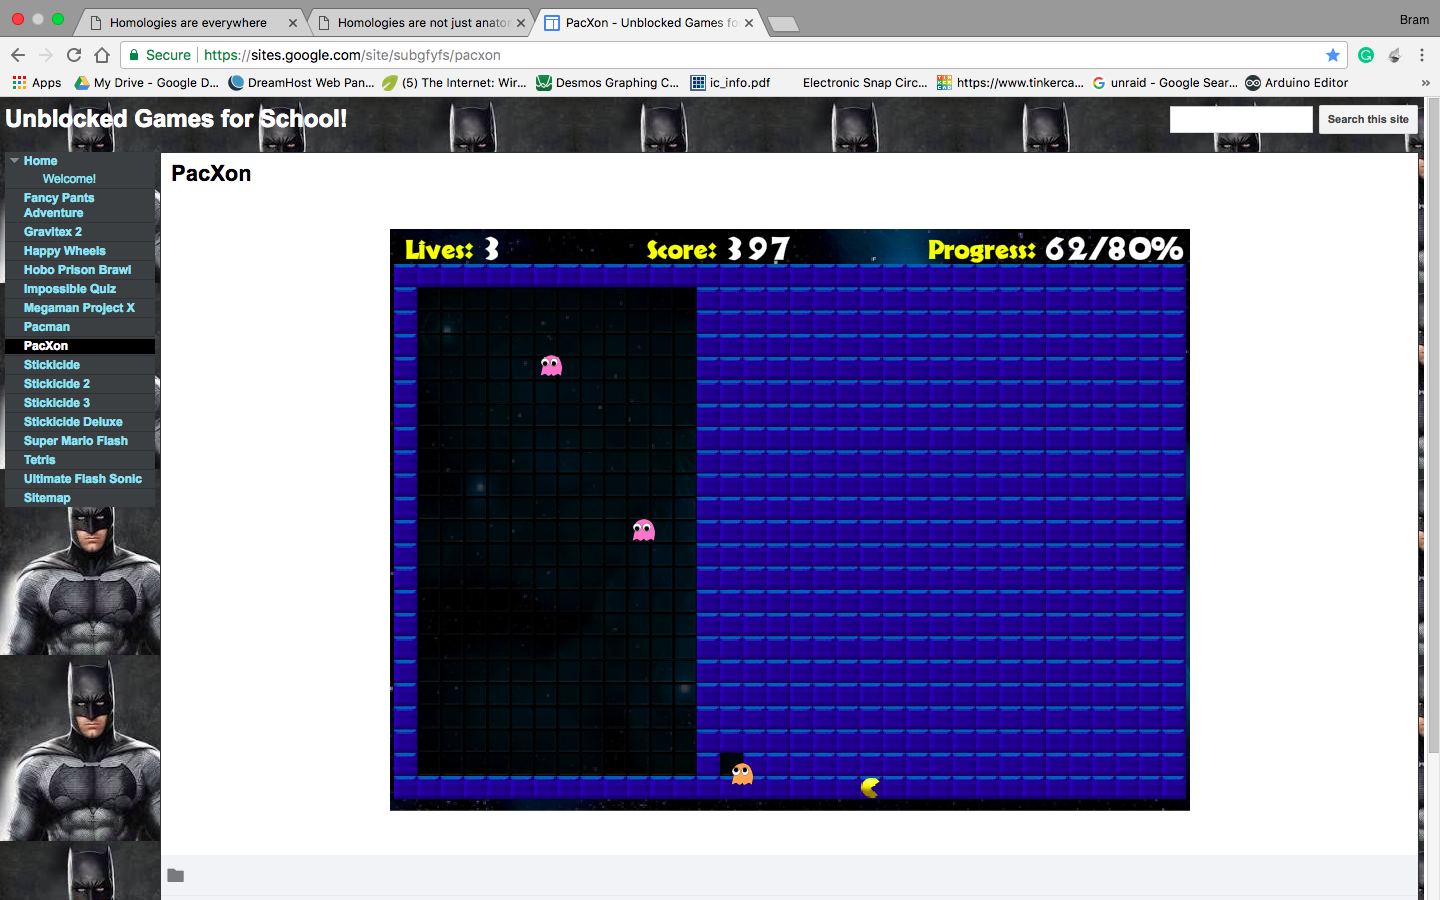 Homologies are everywhere
Homologies are not just anator
PacXon - Unblocked Games fo
Bram
Secure
https://sites.google.com/site/subgfyfs/pacxon
Apps
My Drive - Google D...
DreamHost Web Pan...
(5) The Internet: Wir...
Desmos Graphing C...
ic_info.pdf
Electronic Snap Circ...
https://www.tinkerca...
unraid - Google Sear...
Arduino Editor
»
Unblocked Games for School!
Search this site
Home
Welcome!
Fancy Pants
Adventure
Gravitex 2
Happy Wheels
Hobo Prison Brawl
Impossible Quiz
Megaman Project X
Pacman
PacXon
Stickicide
Stickicide 2
Stickicide 3
Stickicide Deluxe
Super Mario Flash
Tetris
Ultimate Flash Sonic
Sitemap
PacXon
Lives: 3
Score: 397
Progress: 62/80%